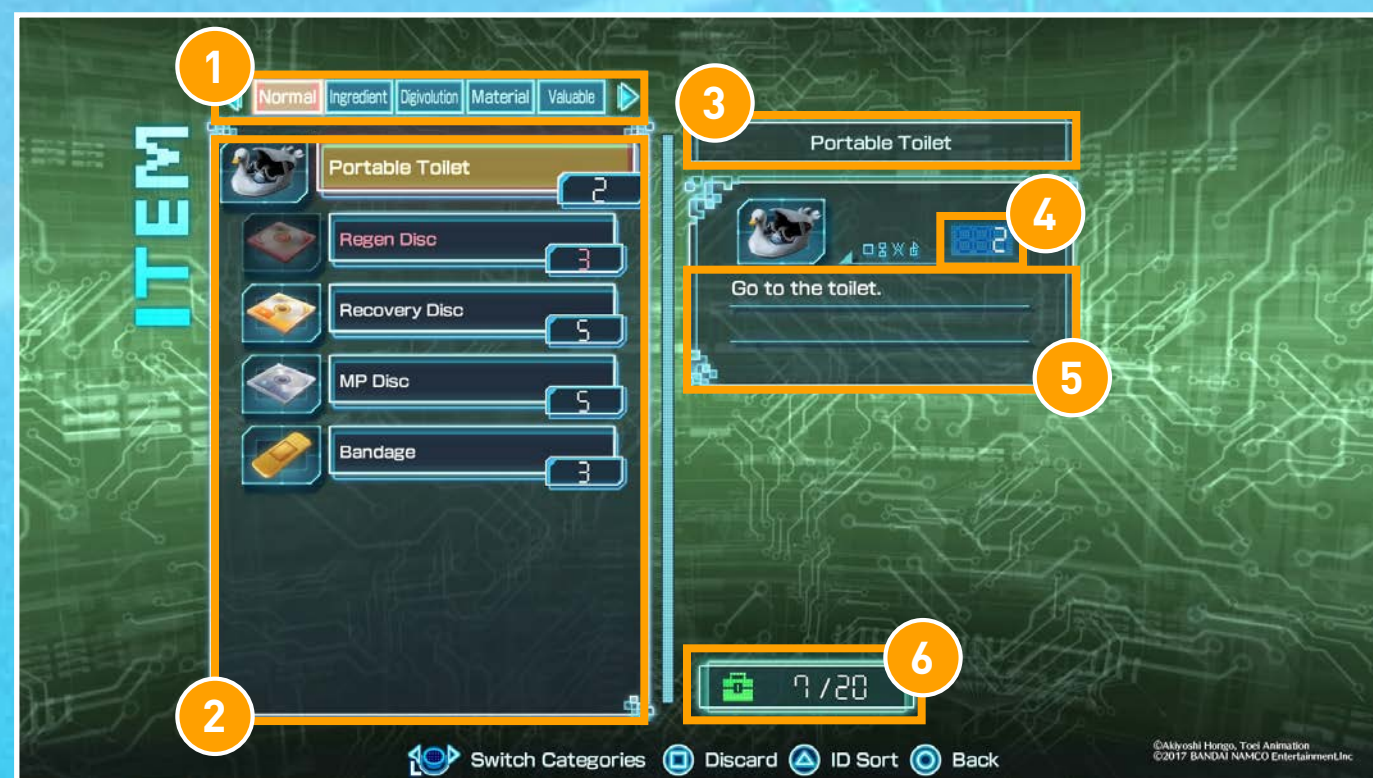 1
Normal Ingredient Digivolution Material Valuable
ITEM
Portable Toilet
2
Regen Disc
3
Recovery Disc
5
MP Disc
5
Bandage
3
2
3
Portable Toilet
4
2
Go to the toilet.
5
6
7/20
Switch Categories Discard ID Sort Back
©Akiyoshi Hongo, Toei Animation
©2017 BANDAI NAMCO Entertainment.Inc